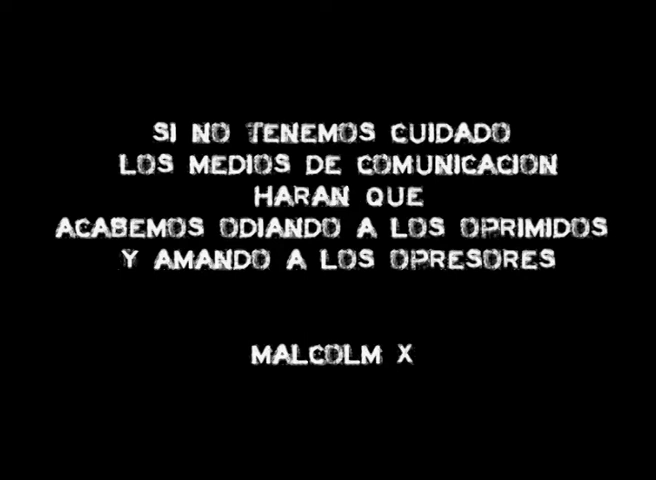 SI NO TENEMOS CUIDADO
LOS MEDIOS DE COMUNICACION
HARAN QUE
ACABEMOS ODIANDO A LOS OPRIMIDOS
Y AMANDO A LOS OPRESORES
MALCOLM X